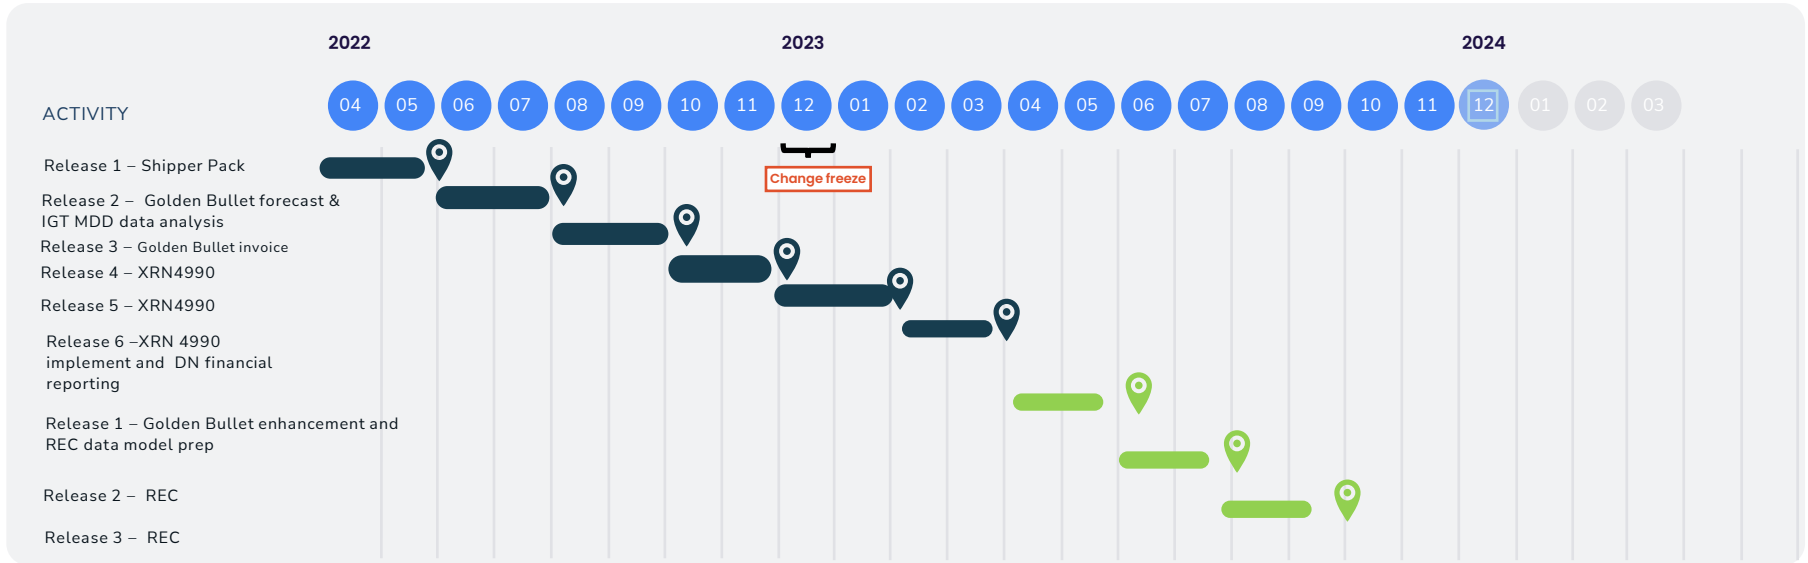 2022 2023 2024
ACTIVITY 04 05 06 07 08 09 10 11 12 01 02 03 04 05 06 07 08 09 10 11 12 01 02 03
Release 1 – Shipper Pack
Change freeze
Release 2 – Golden Bullet forecast &
IGT MDD data analysis
Release 3 – Golden Bullet invoice
Release 4 – XRN4990
Release 5 – XRN4990
Release 6 –XRN 4990
implement and DN financial
reporting
Release 1 – Golden Bullet enhancement and
REC data model prep
Release 2 – REC
Release 3 – REC